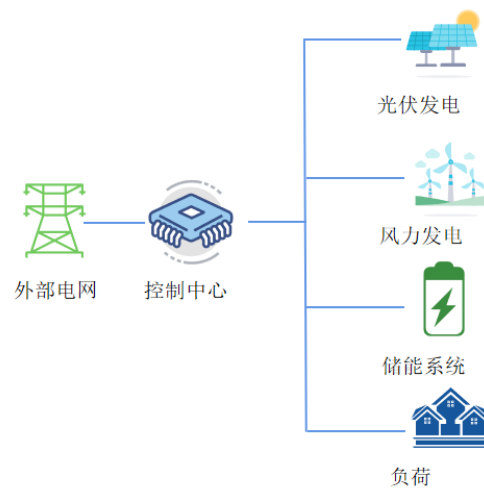 光伏发电
风力发电
外部电网
控制中心
储能系统
负荷